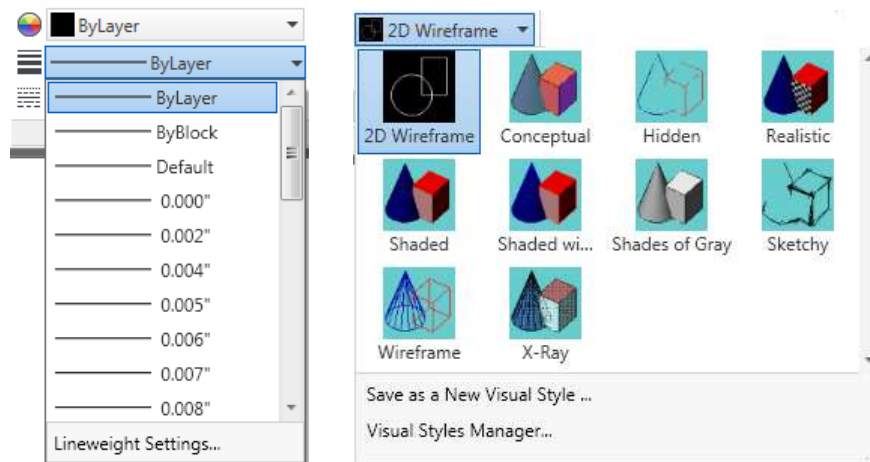 ByLayer
ByLayer
ByLayer
ByBlock
Default
0.000"
0.002"
0.004"
0.005"
0.006"
0.007"
0.008"
Lineweight Settings...
2D Wireframe
2D Wireframe Conceptual Hidden Realistic
Shaded Shaded wi... Shades of Gray Sketchy
Wireframe X-Ray
Save as a New Visual Style ...
Visual Styles Manager...